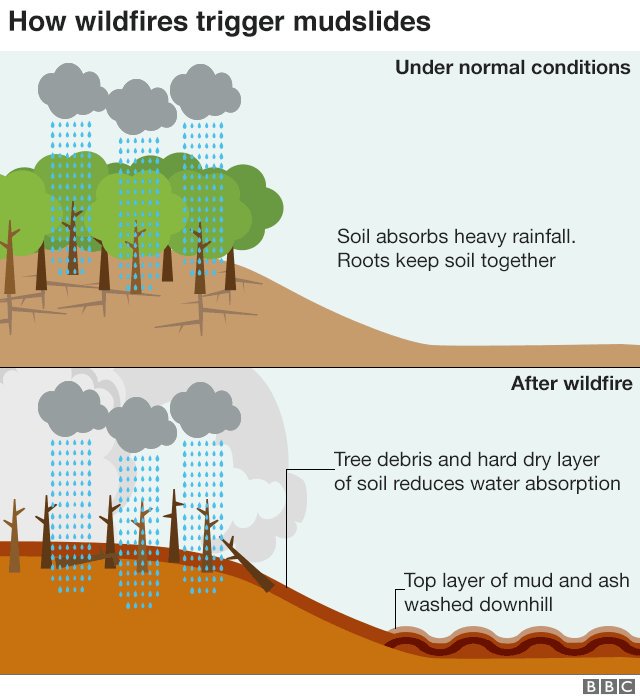 How wildfires trigger mudslides
Under normal conditions
Soil absorbs heavy rainfall.
Roots keep soil together
After wildfire
Tree debris and hard dry layer
of soil reduces water absorption
Top layer of mud and ash
washed downhill
BBC